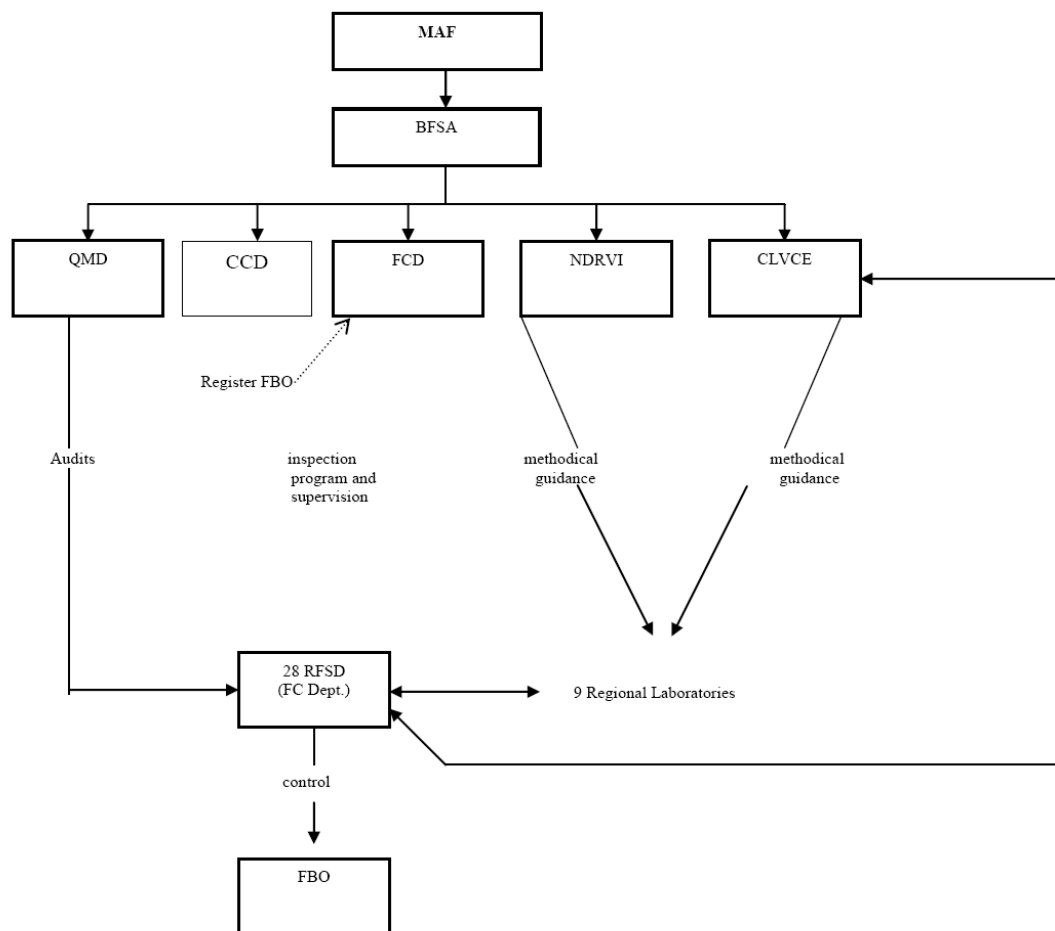 MAF
BFSA
QMD
CCD
FCD
NDRVI
CLVCE
Register FBO
Audits
inspection
program and
supervision
methodical
guidance
methodical
guidance
28 RFSD
(FC Dept.)
9 Regional Laboratories
control
FBO